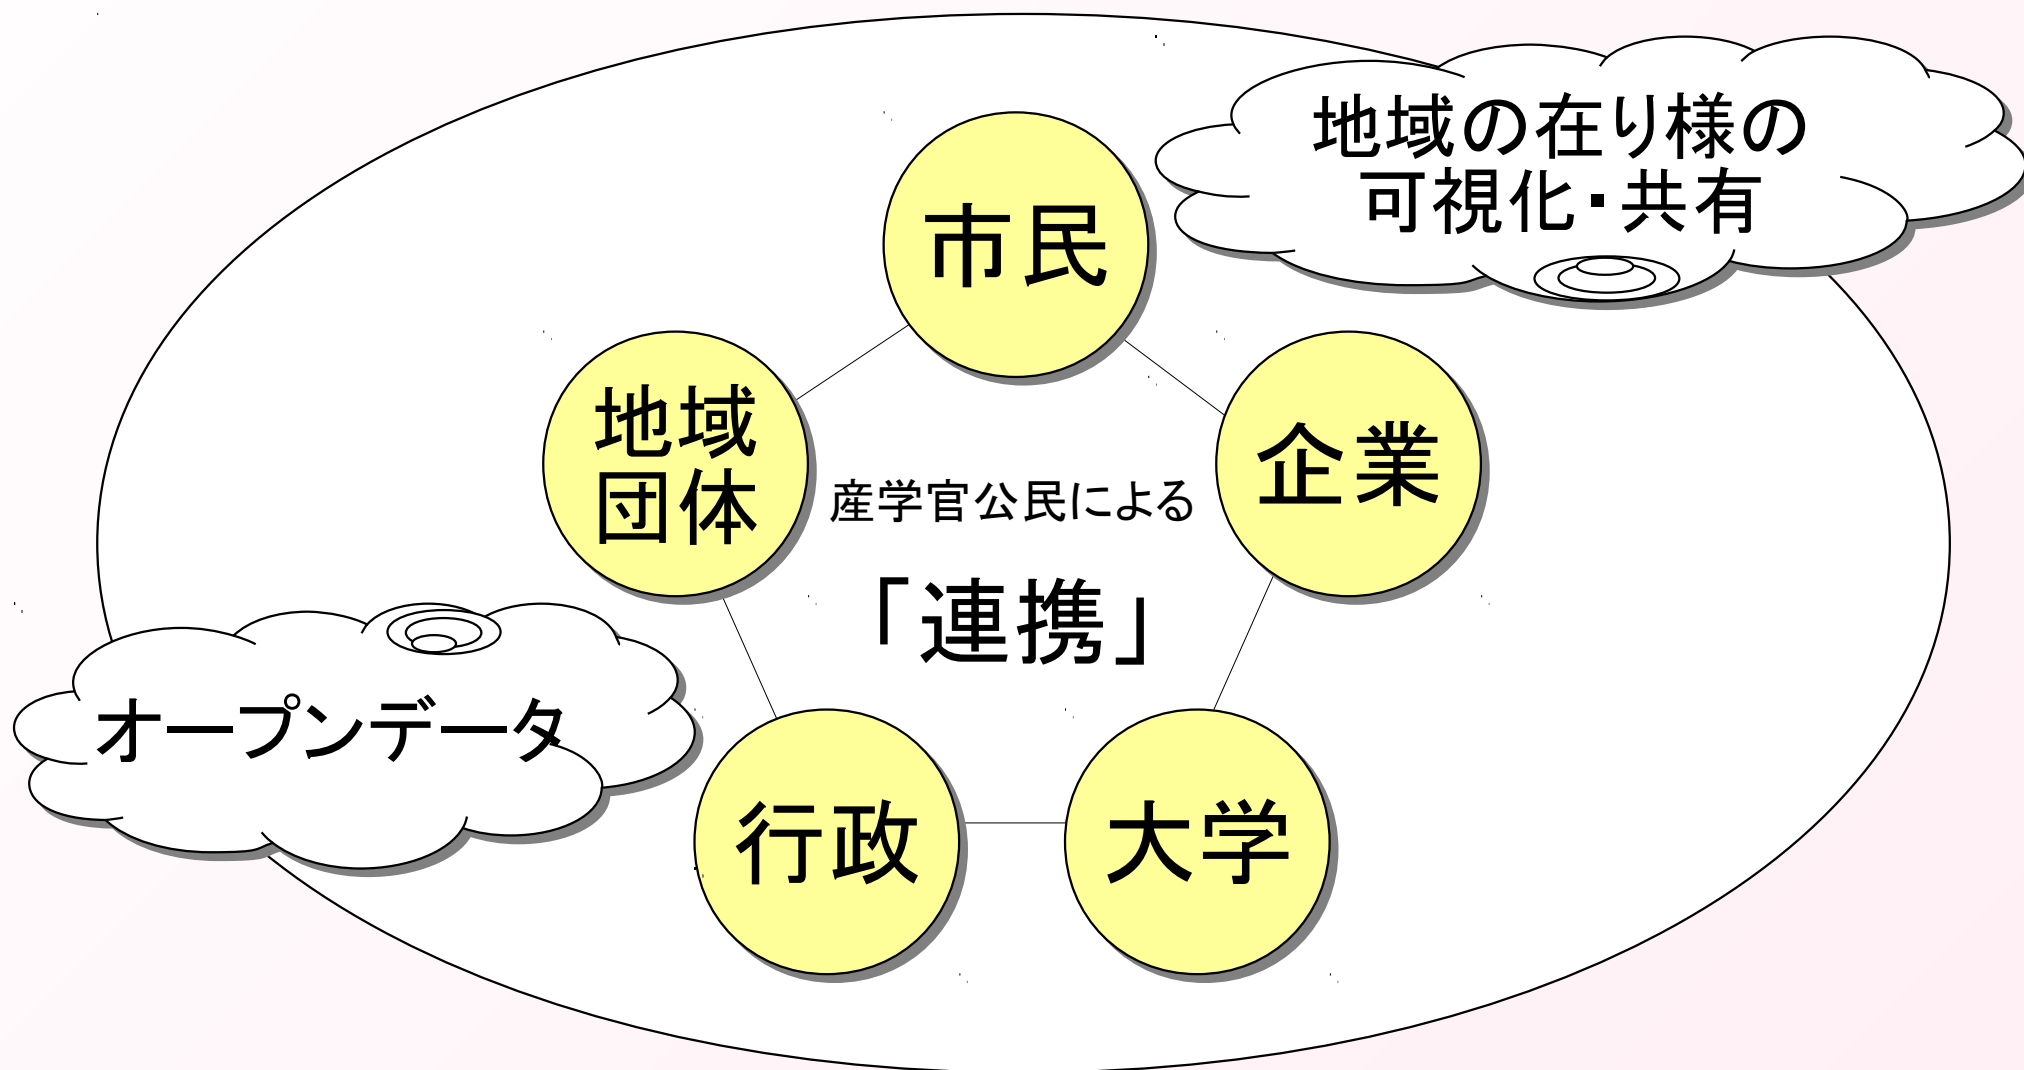 地域の在り様の
可視化・共有
市民
地域
団体
企業
産学官公民による
「連携」
オープンデータ
行政
大学